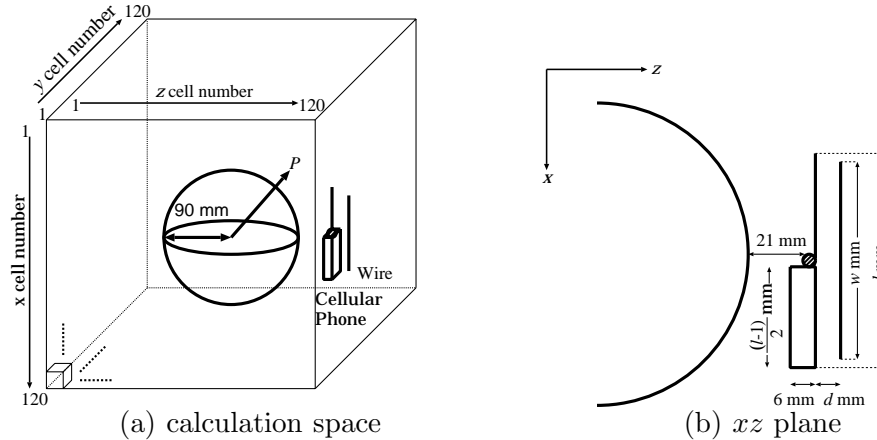 120
y cell number
1
1
z cell number
120
1
x cell number
120
P
90 mm
Wire
Cellular
Phone
(a) calculation space
z
x
21 mm
w mm
(l-1)
2
mm
6 mm
d mm
(b) xz plane